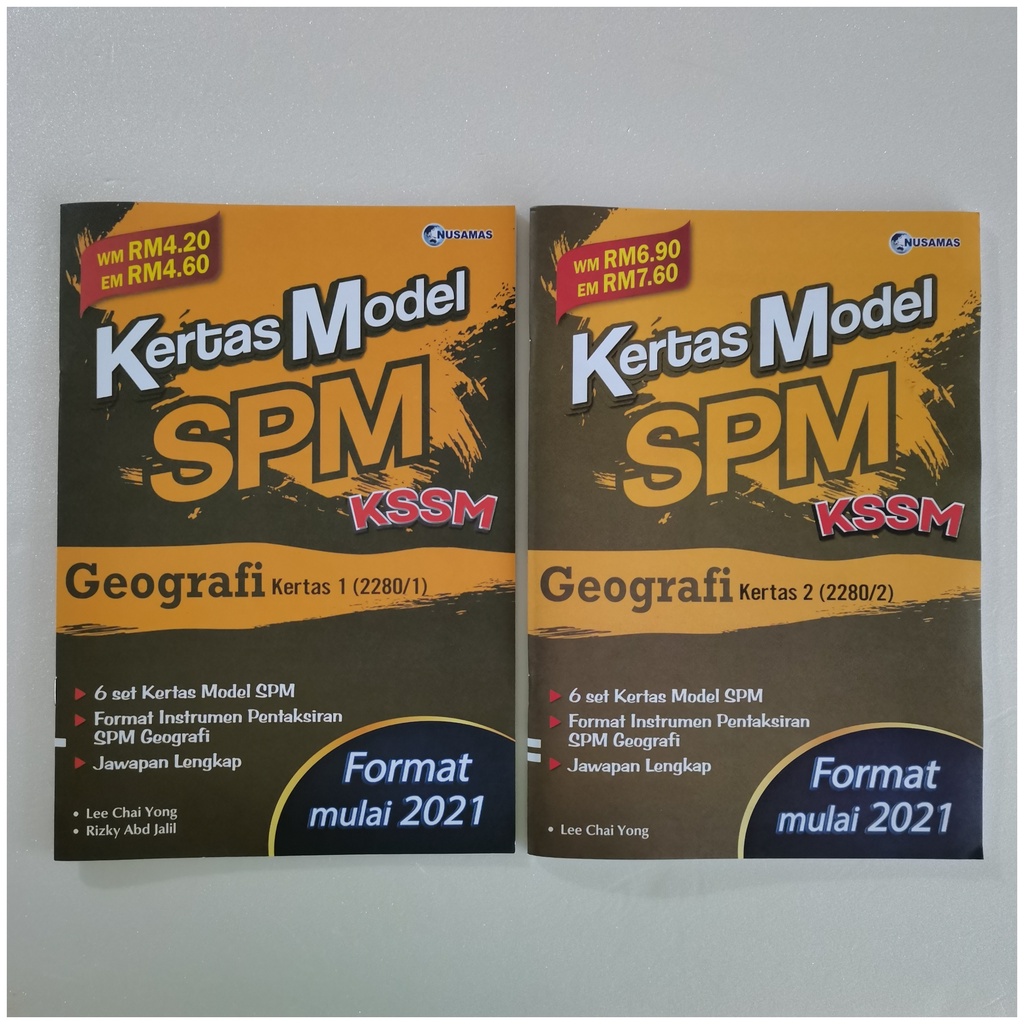 WM RM4.20
EM RM4.60
NUSAMAS
Kertas Model
SPM
KSSM
Geografi Kertas 1 (2280/1)
6 set Kertas Model SPM
Format Instrumen Pentaksiran
SPM Geografi
Jawapan Lengkap
• Lee Chai Yong
• Rizky Abd Jalil
Format
mulai 2021
WM RM6.90
EM RM7.60
NUSAMAS
Kertas Model
SPM
KSSM
Geografi Kertas 2 (2280/2)
6 set Kertas Model SPM
Format Instrumen Pentaksiran
SPM Geografi
Jawapan Lengkap
• Lee Chai Yong
Format
mulai 2021